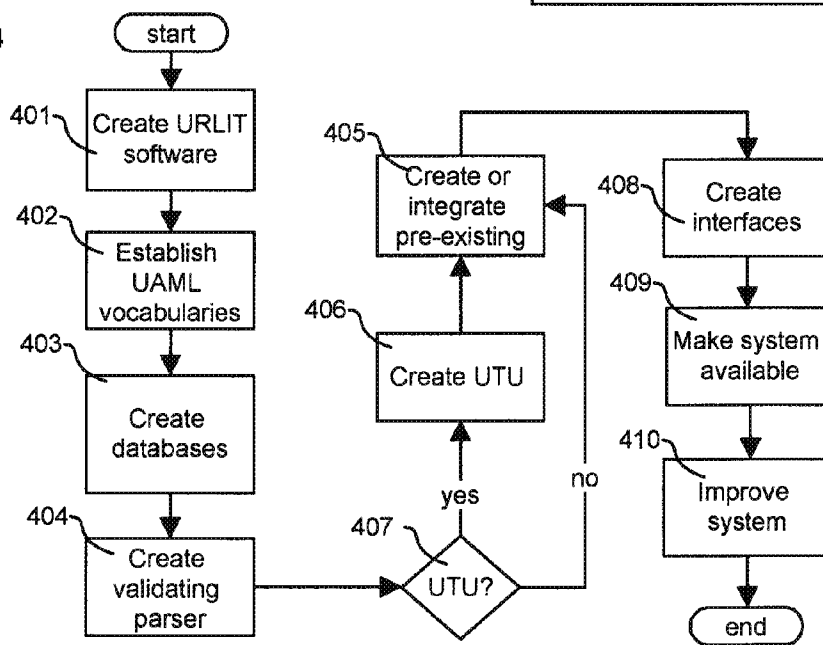 4
start
401
Create URLIT
software
402
Establish
UAML
vocabularies
403
Create
databases
404
Create
validating
parser
407
UTU?
yes
no
406
Create UTU
405
Create or
integrate
pre-existing
408
Create
interfaces
409
Make system
available
410
Improve
system
end